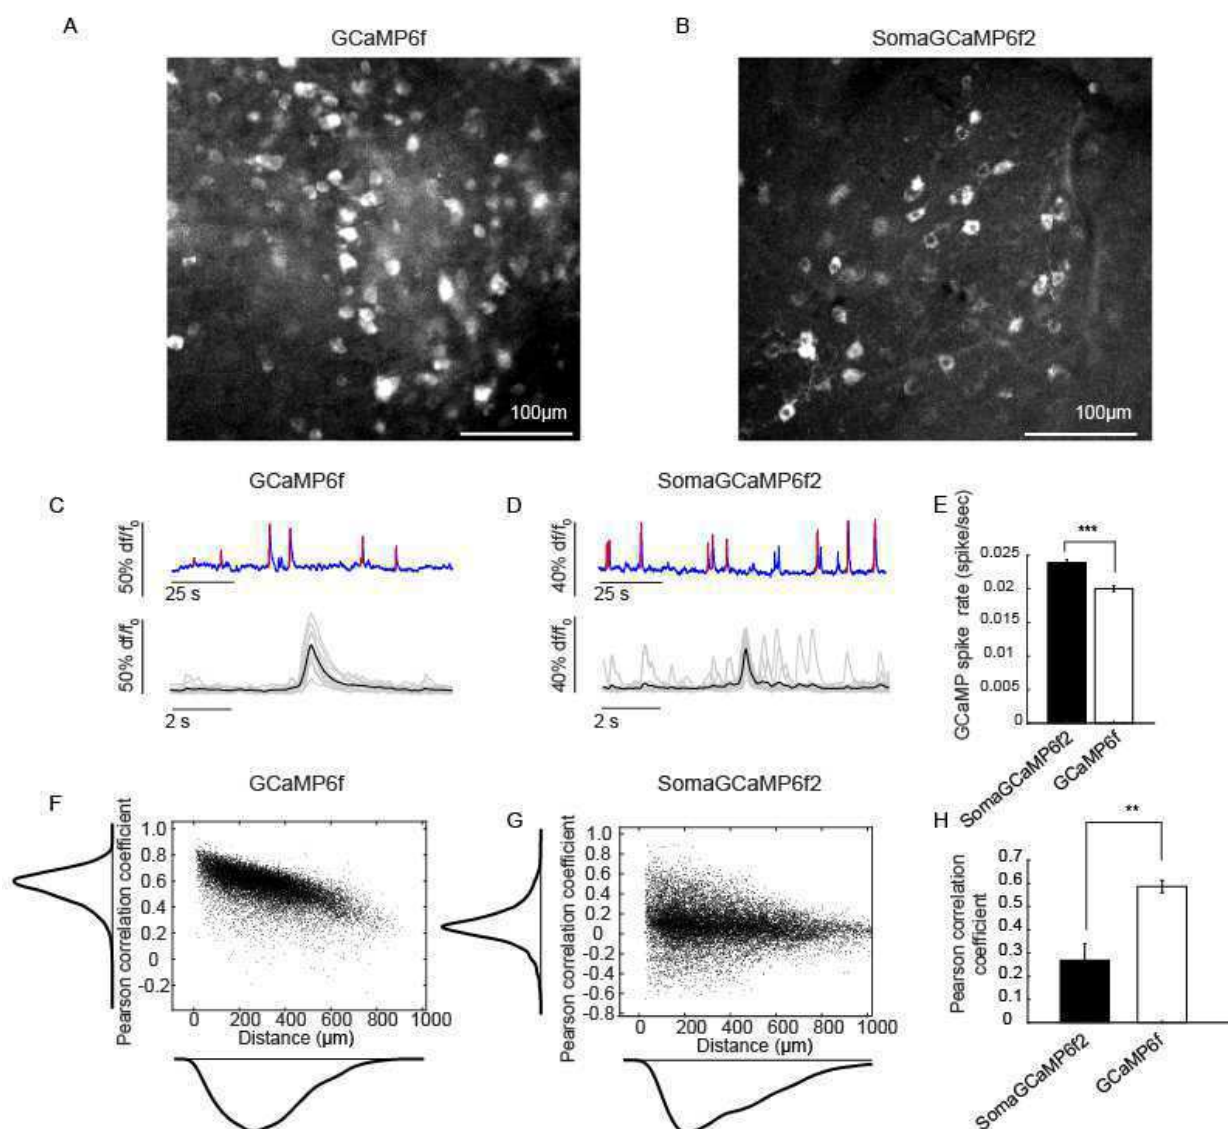 A
GCaMP6f
B
SomaGCaMP6f2
100µm
100µm
GCaMP6f
SomaGCaMP6f2
C
50% df/f₀
25 s
50% df/f₀
2 s
D
40% df/f₀
25 s
40% df/f₀
2 s
E
***
GCaMP spike rate (spike/sec)
0.025
0.02
0.015
0.01
0.005
0
SomaGCaMP6f2
GCaMP6f
GCaMP6f
F
Pearson correlation coefficient
1.0
0.8
0.6
0.4
0.2
0
-0.2
0 200 400 600 800 1000
Distance (µm)
SomaGCaMP6f2
G
Pearson correlation coefficient
1.0
0.8
0.6
0.4
0.2
0
-0.2
-0.4
-0.6
-0.8
0 200 400 600 800 1000
Distance (µm)
H
**
Pearson correlation
coefficient
0.7
0.6
0.5
0.4
0.3
0.2
0.1
0
SomaGCaMP6f2
GCaMP6f